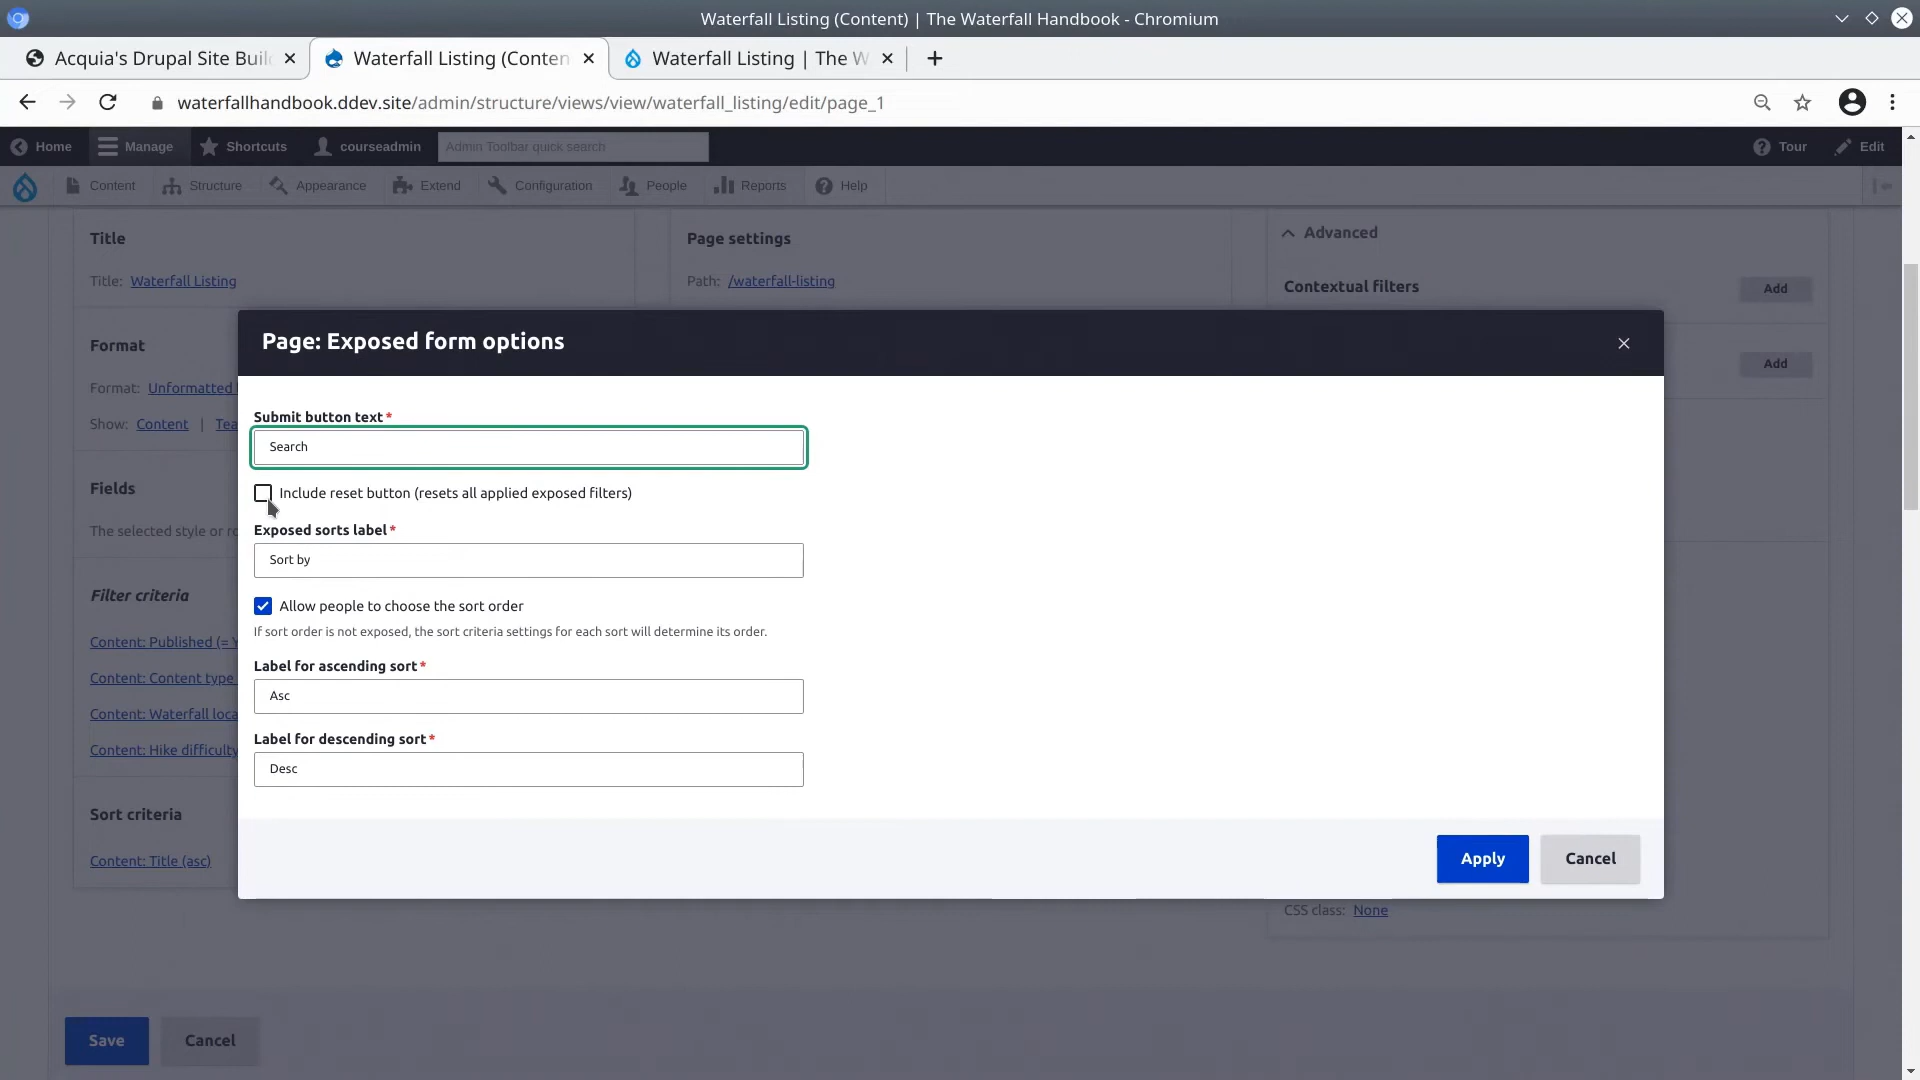 Waterfall Listing (Content) | The Waterfall Handbook - Chromium
Acquia's Drupal Site Buil
Waterfall Listing (Conten
Waterfall Listing | The W
waterfallhandbook.ddev.site/admin/structure/views/view/waterfall_listing/edit/page_1
Home
Manage
Shortcuts
courseadmin
Admin Toolbar quick search
Tour
Edit
Content
Structure
Appearance
Extend
Configuration
People
Reports
Help
Title
Title: Waterfall Listing
Page settings
Path: /waterfall-listing
Advanced
Contextual filters
Add
Add
Format
Format: Unformatted
Show: Content | Tea
Fields
The selected style or ro
Filter criteria
Content: Published (= Y
Content: Content type
Content: Waterfall loca
Content: Hike difficulty
Sort criteria
Content: Title (asc)
Page: Exposed form options
Submit button text*
Search
Include reset button (resets all applied exposed filters)
Exposed sorts label*
Sort by
Allow people to choose the sort order
If sort order is not exposed, the sort criteria settings for each sort will determine its order.
Label for ascending sort*
Asc
Label for descending sort*
Desc
Apply
Cancel
CSS class: None
Save
Cancel